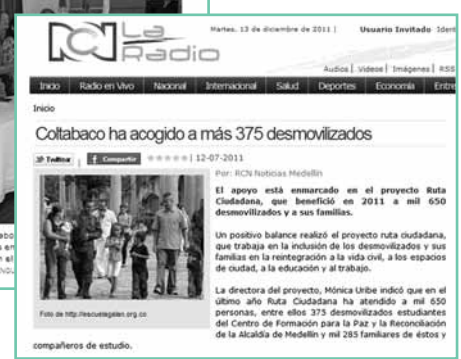 RCN La Radio
Martes, 13 de diciembre de 2011 | Usuario Invitado Ident
Audios | Videos | Imágenes | RSS
Inicio Radio en Vivo Nacional Internacional Salud Deportes Economía Entre
Inicio
Coltabaco ha acogido a más 375 desmovilizados
Twittear | f Compartir | 12-07-2011
Por: RCN Noticias Medellín
El apoyo está enmarcado en el proyecto Ruta
Ciudadana, que benefició en 2011 a mil 650
desmovilizados y a sus familias.
Un positivo balance realizó el proyecto ruta ciudadana,
que trabaja en la inclusión de los desmovilizados y sus
familias en la reintegración a la vida civil, a los espacios
de ciudad, a la educación y al trabajo.
Foto de http://escuelagalan.org.co
La directora del proyecto, Mónica Uribe indicó que en el
último año Ruta Ciudadana ha atendido a mil 650
personas, entre ellos 375 desmovilizados estudiantes
del Centro de Formación para la Paz y la Reconciliación
de la Alcaldía de Medellín y mil 285 familiares de éstos y
compañeros de estudio.